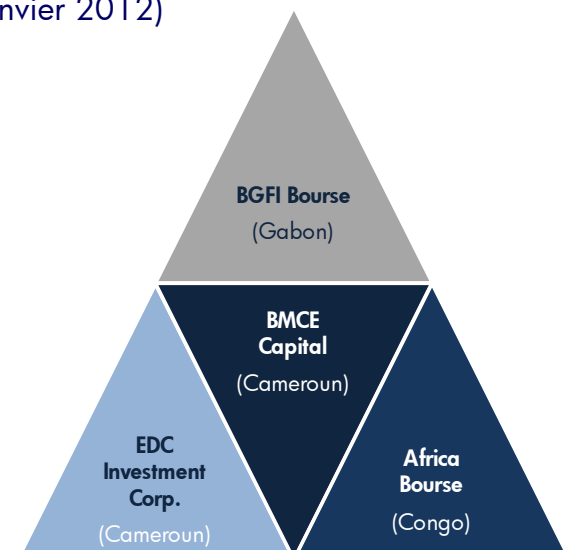 nvier 2012)
BGFI Bourse
(Gabon)
BMCE
Capital
(Cameroun)
EDC
Investment
Corp.
(Cameroun)
Africa
Bourse
(Congo)